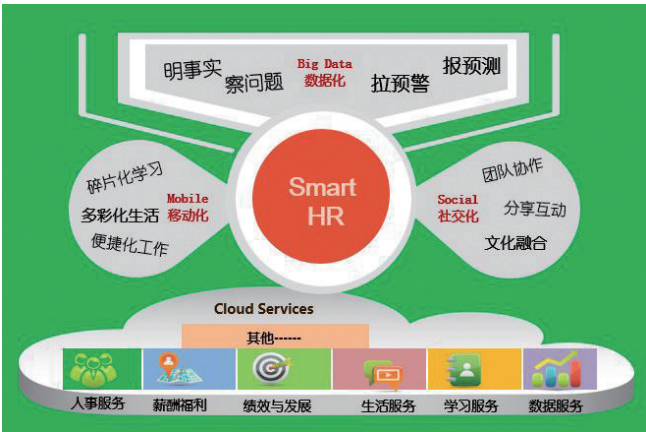 明事实
察问题
Big Data
数据化
拉预警
报预测
Smart
HR
碎片化学习
多彩化生活
便捷化工作
Mobile
移动化
Social
社交化
团队协作
分享互动
文化融合
Cloud Services
其他------
人事服务
薪酬福利
绩效与发展
生活服务
学习服务
数据服务